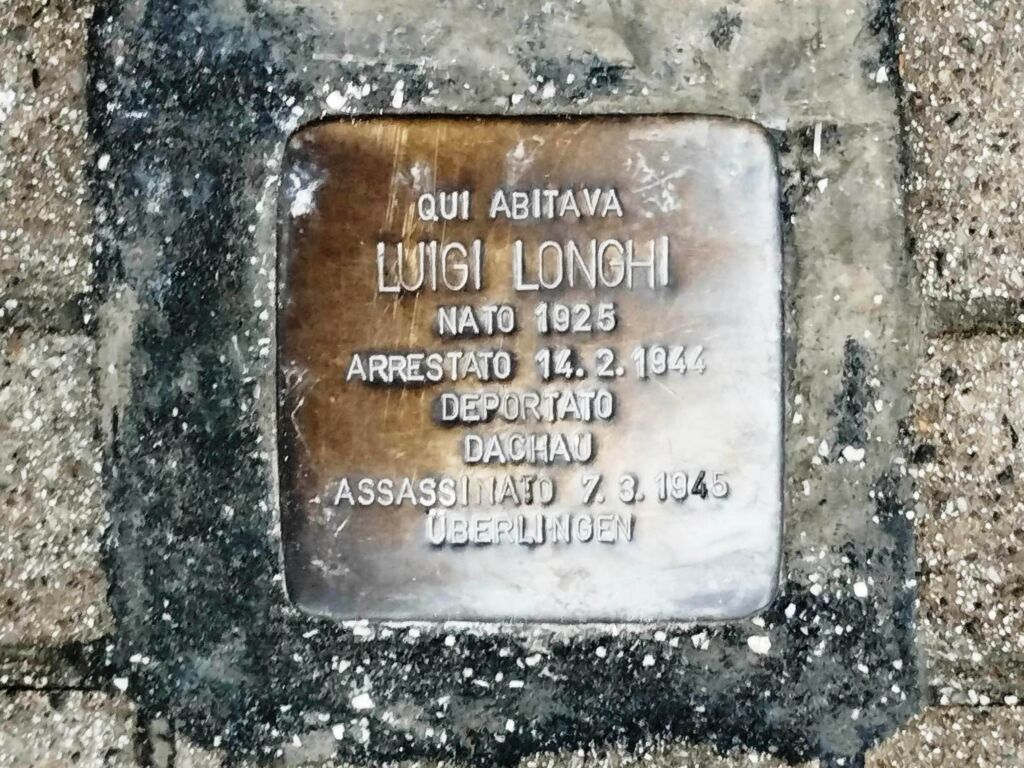 QUI ABITAVA
LUIGI LONGHI
NATO 1925
ARRESTATO 14.2.1944
DEPORTATO
DACHAU
ASSASSINATO 7.3.1945
ÜBERLINGEN